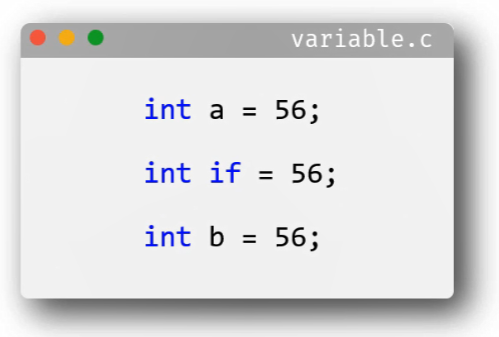 variable.c
int a = 56;
int if = 56;
int b = 56;